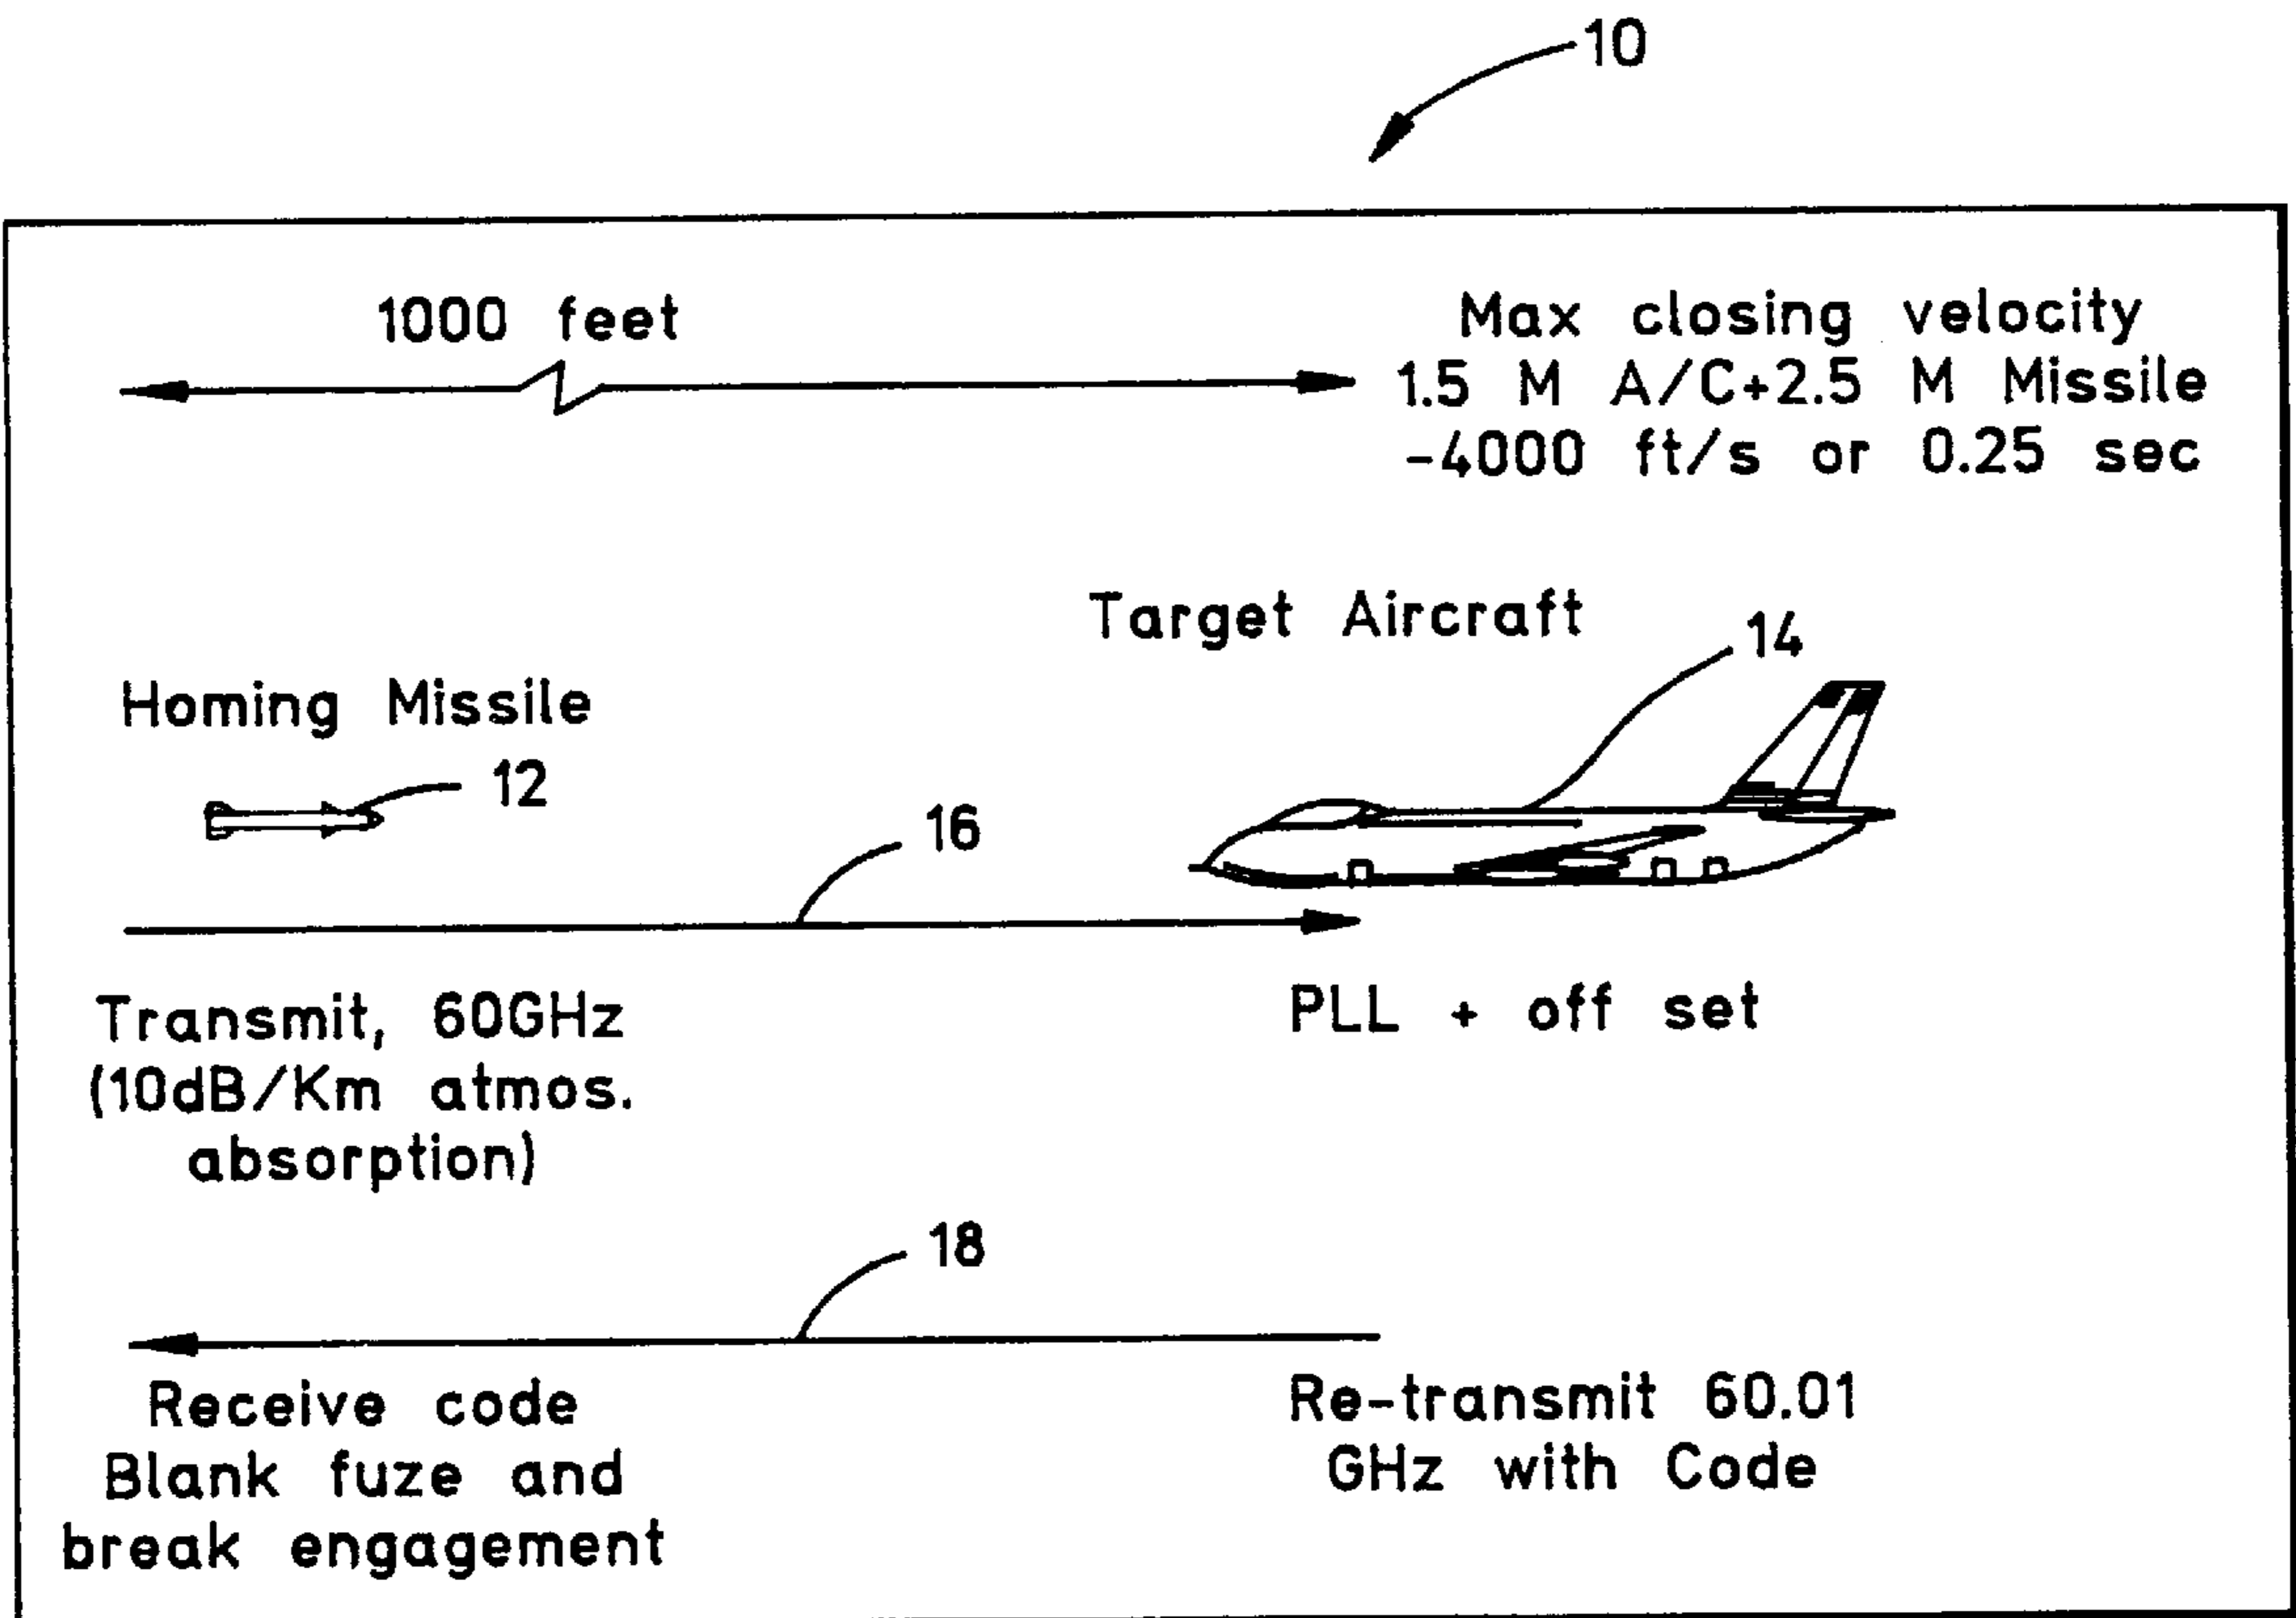 10
1000 feet
Max closing velocity
1.5 M A/C+2.5 M Missile
-4000 ft/s or 0.25 sec
Target Aircraft
14
Homing Missile
12
16
Transmit, 60GHz
(10dB/Km atmos.
absorption)
PLL + off set
18
Receive code
Blank fuze and
break engagement
Re-transmit 60.01
GHz with Code